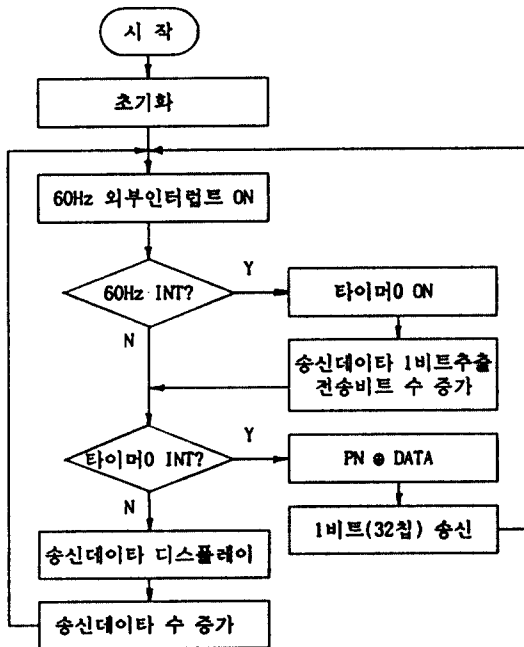 시 작
초기화
60Hz 외부인터럽트 ON
60Hz INT?
Y
타이머0 ON
N
송신데이타 1비트추출
전송비트 수 증가
타이머0 INT?
Y
PN ⊕ DATA
N
1비트(32칩) 송신
송신데이타 디스플레이
송신데이타 수 증가